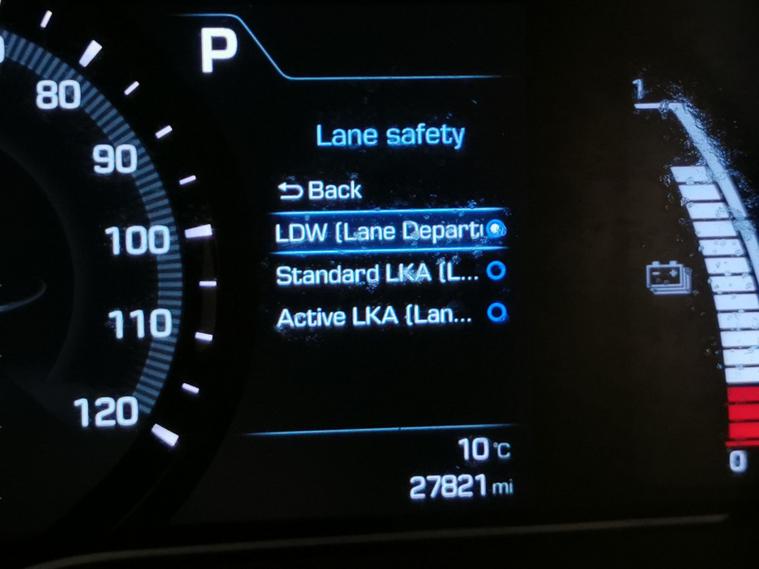 P
80
90
100
110
120
Lane safety
Back
LDW (Lane Departu
Standard LKA (L...
Active LKA (Lan...
10°C
27821 mi
1
0